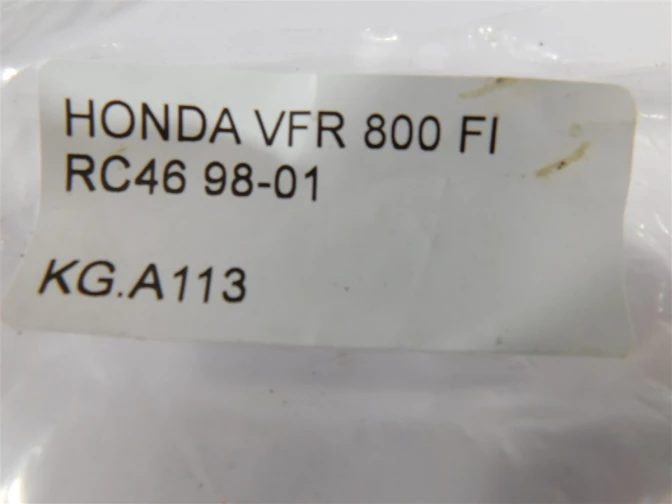 HONDA VFR 800 FI
RC46 98-01
KG.A113